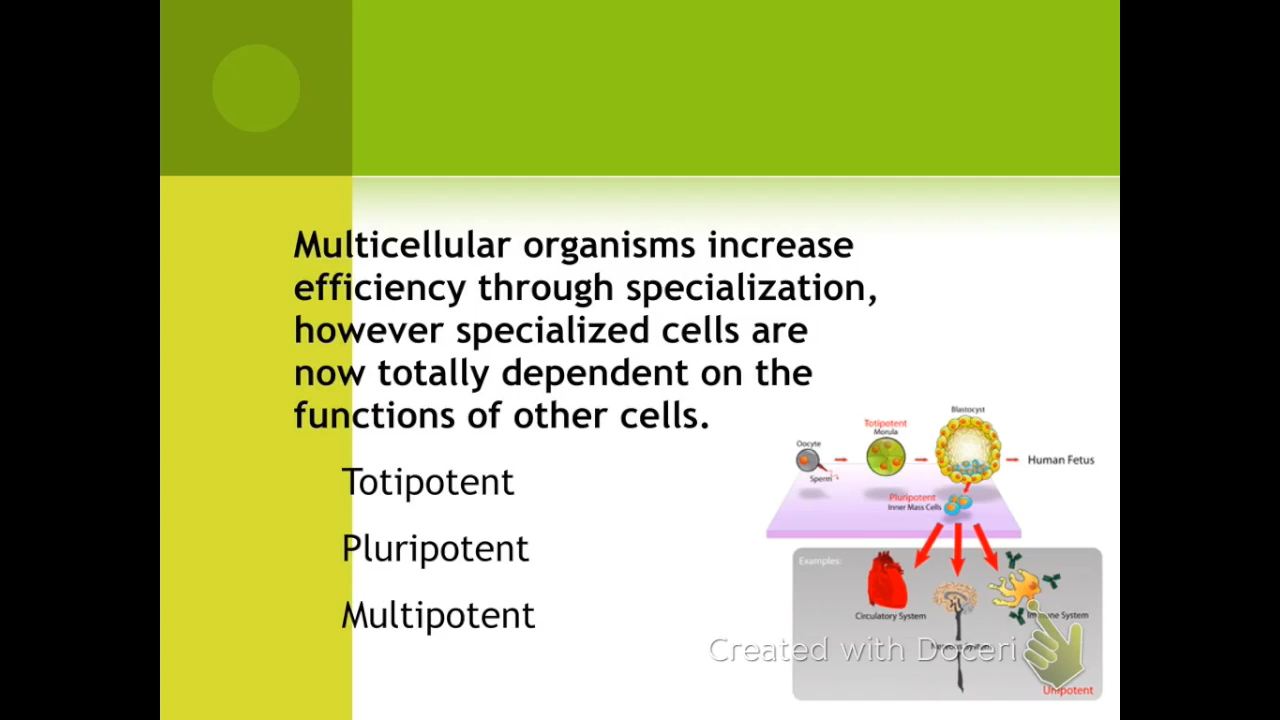 Multicellular organisms increase
efficiency through specialization,
however specialized cells are
now totally dependent on the
functions of other cells.
Totipotent
Pluripotent
Multipotent
Oocyte
Sperm
Totipotent
Morula
Blastocyst
Human Fetus
Pluripotent
Inner Mass Cells
Examples:
Circulatory System
System
Created with Doceri
Unipotent